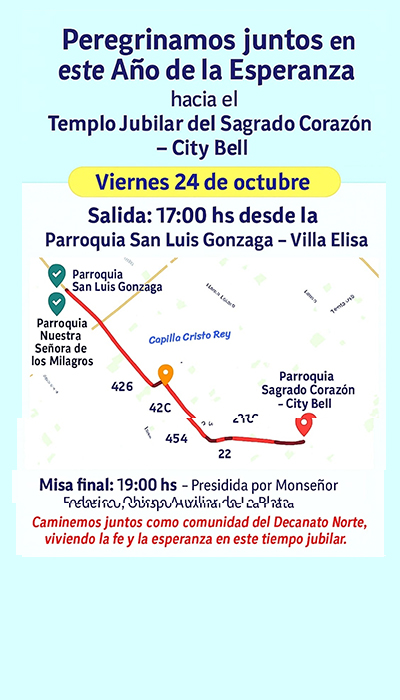 Peregrinamos juntos en
este Año de la Esperanza
hacia el
Templo Jubilar del Sagrado Corazón
– City Bell
Viernes 24 de octubre
Salida: 17:00 hs desde la
Parroquia San Luis Gonzaga – Villa Elisa
Parroquia
San Luis Gonzaga
Parroquia
Nuestra
Señora de
los Milagros
Capilla Cristo Rey
426
42C
454
22
Parroquia
Sagrado Corazón
– City Bell
Misa final: 19:00 hs – Presidida por Monseñor
Caminemos juntos como comunidad del Decanato Norte,
viviendo la fe y la esperanza en este tiempo jubilar.